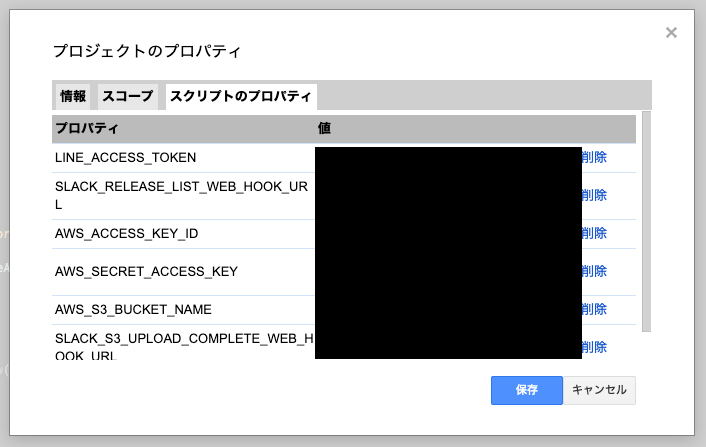 ×
プロジェクトのプロパティ
情報 スコープ スクリプトのプロパティ
プロパティ 値
LINE_ACCESS_TOKEN 削除
SLACK_RELEASE_LIST_WEB_HOOK_UR
L 削除
AWS_ACCESS_KEY_ID 削除
AWS_SECRET_ACCESS_KEY 削除
AWS_S3_BUCKET_NAME 削除
SLACK_S3_UPLOAD_COMPLETE_WEB_H
OOK_URL 削除
保存 キャンセル